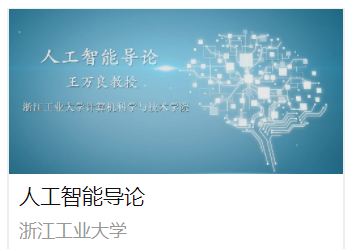 人工智能导论
王万良教授
浙江工业大学计算机科学与技术学院
人工智能导论
浙江工业大学